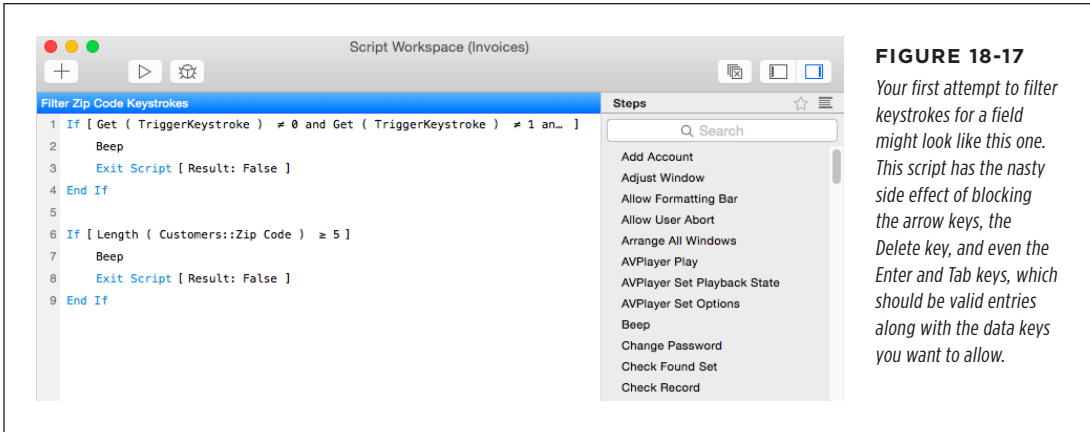 Script Workspace (Invoices)
Filter Zip Code Keystrokes
1 If [ Get ( TriggerKeystroke ) ≠ 0 and Get ( TriggerKeystroke ) ≠ 1 an… ]
2 Beep
3 Exit Script [ Result: False ]
4 End If
5
6 If [ Length ( Customers::Zip Code ) ≥ 5 ]
7 Beep
8 Exit Script [ Result: False ]
9 End If
Steps
Search
Add Account
Adjust Window
Allow Formatting Bar
Allow User Abort
Arrange All Windows
AVPlayer Play
AVPlayer Set Playback State
AVPlayer Set Options
Beep
Change Password
Check Found Set
Check Record
FIGURE 18-17
Your first attempt to filter
keystrokes for a field
might look like this one.
This script has the nasty
side effect of blocking
the arrow keys, the
Delete key, and even the
Enter and Tab keys, which
should be valid entries
along with the data keys
you want to allow.